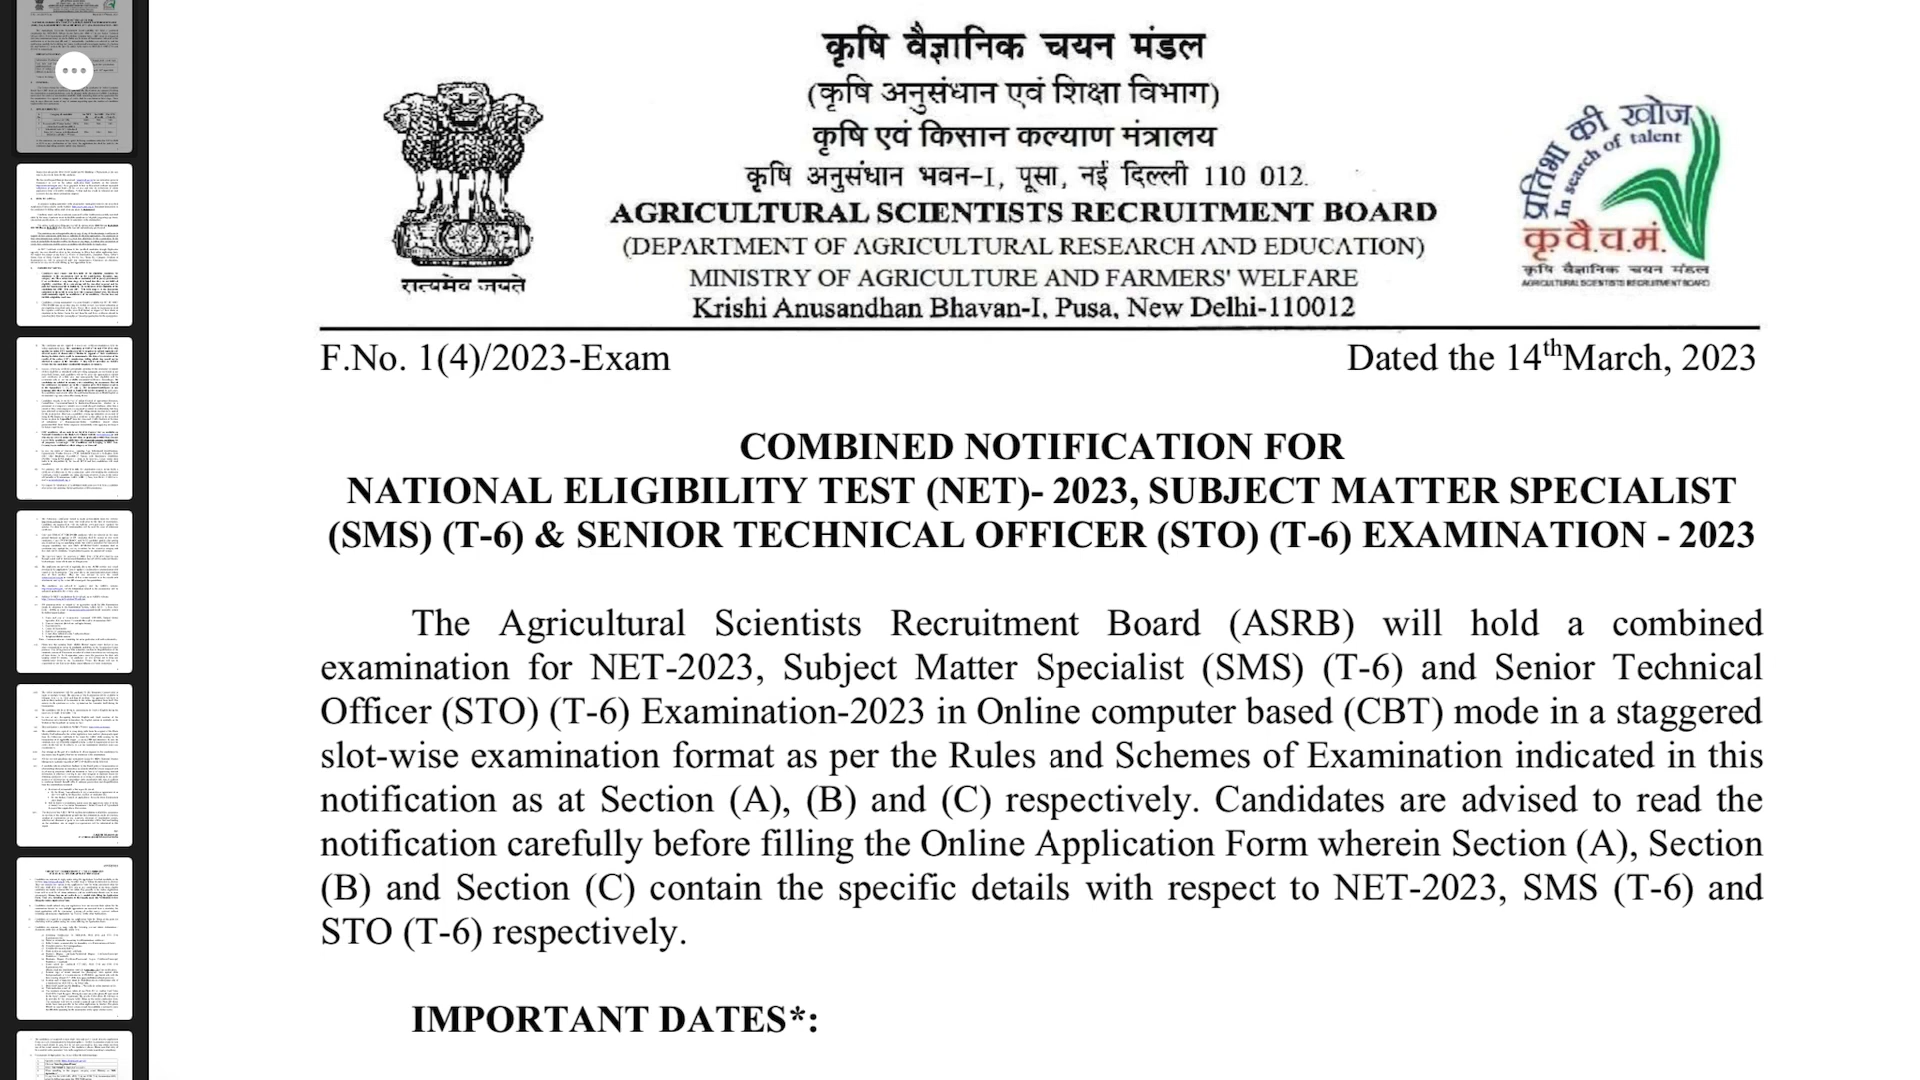 कृषि वैज्ञानिक चयन मंडल
(कृषि अनुसंधान एवं शिक्षा विभाग)
कृषि एवं किसान कल्याण मंत्रालय
कृषि अनुसंधान भवन-I, पूसा, नई दिल्ली 110 012.
AGRICULTURAL SCIENTISTS RECRUITMENT BOARD
(DEPARTMENT OF AGRICULTURAL RESEARCH AND EDUCATION)
MINISTRY OF AGRICULTURE AND FARMERS' WELFARE
Krishi Anusandhan Bhavan-I, Pusa, New Delhi-110012
सत्यमेव जयते
प्रतिभा की खोज
In search of talent
कृ.वै.च.मं.
कृषि वैज्ञानिक चयन मंडल
AGRICULTURAL SCIENTISTS RECRUITMENT BOARD
F.No. 1(4)/2023-Exam Dated the 14thMarch, 2023
COMBINED NOTIFICATION FOR
NATIONAL ELIGIBILITY TEST (NET)- 2023, SUBJECT MATTER SPECIALIST
(SMS) (T-6) & SENIOR TECHNICAL OFFICER (STO) (T-6) EXAMINATION - 2023
The Agricultural Scientists Recruitment Board (ASRB) will hold a combined
examination for NET-2023, Subject Matter Specialist (SMS) (T-6) and Senior Technical
Officer (STO) (T-6) Examination-2023 in Online computer based (CBT) mode in a staggered
slot-wise examination format as per the Rules and Schemes of Examination indicated in this
notification as at Section (A), (B) and (C) respectively. Candidates are advised to read the
notification carefully before filling the Online Application Form wherein Section (A), Section
(B) and Section (C) contain the specific details with respect to NET-2023, SMS (T-6) and
STO (T-6) respectively.
IMPORTANT DATES*: